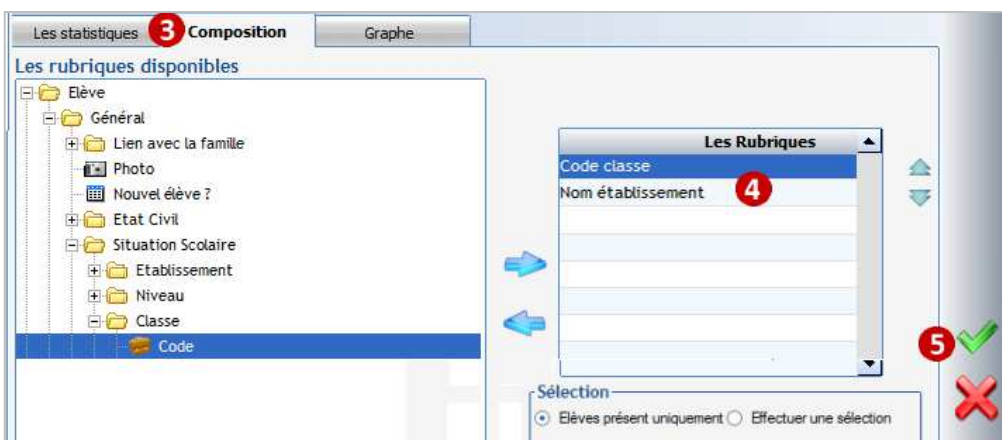 Les statistiques 3 Composition Graphe
Les rubriques disponibles
Elève
Général
Lien avec la famille
Photo
Nouvel élève ?
Etat Civil
Situation Scolaire
Etablissement
Niveau
Classe
Code
Les Rubriques
Code classe
Nom établissement 4
5
Sélection
Elèves présent uniquement Effectuer une sélection